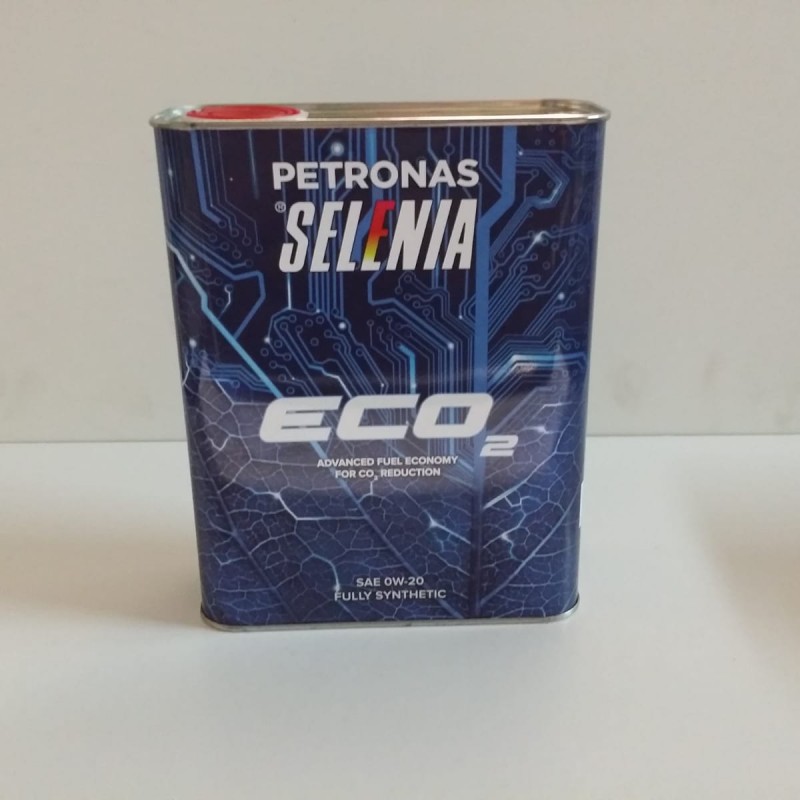 PETRONAS
® SELENIA
ECO₂
ADVANCED FUEL ECONOMY
FOR CO₂ REDUCTION
SAE 0W-20
FULLY SYNTHETIC